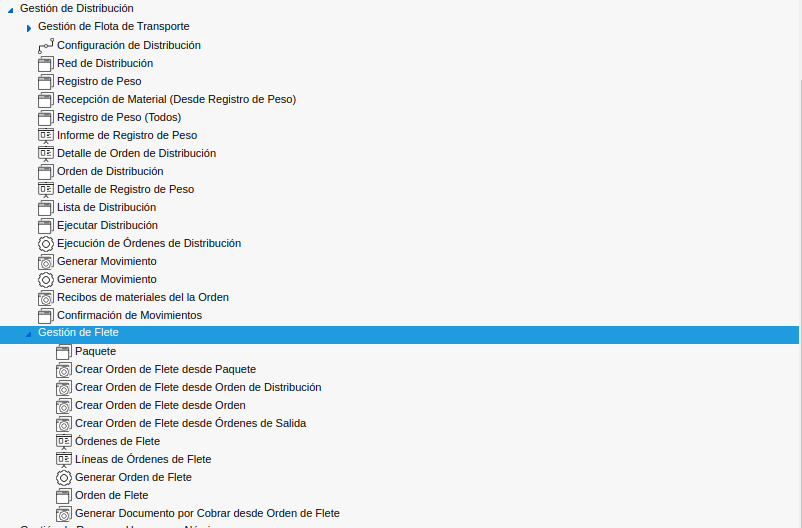 Gestión de Distribución
Gestión de Flota de Transporte
Configuración de Distribución
Red de Distribución
Registro de Peso
Recepción de Material (Desde Registro de Peso)
Registro de Peso (Todos)
Informe de Registro de Peso
Detalle de Orden de Distribución
Orden de Distribución
Detalle de Registro de Peso
Lista de Distribución
Ejecutar Distribución
Ejecución de Órdenes de Distribución
Generar Movimiento
Generar Movimiento
Recibos de materiales del la Orden
Confirmación de Movimientos
Gestión de Flete
Paquete
Crear Orden de Flete desde Paquete
Crear Orden de Flete desde Orden de Distribución
Crear Orden de Flete desde Orden
Crear Orden de Flete desde Órdenes de Salida
Órdenes de Flete
Líneas de Órdenes de Flete
Generar Orden de Flete
Orden de Flete
Generar Documento por Cobrar desde Orden de Flete